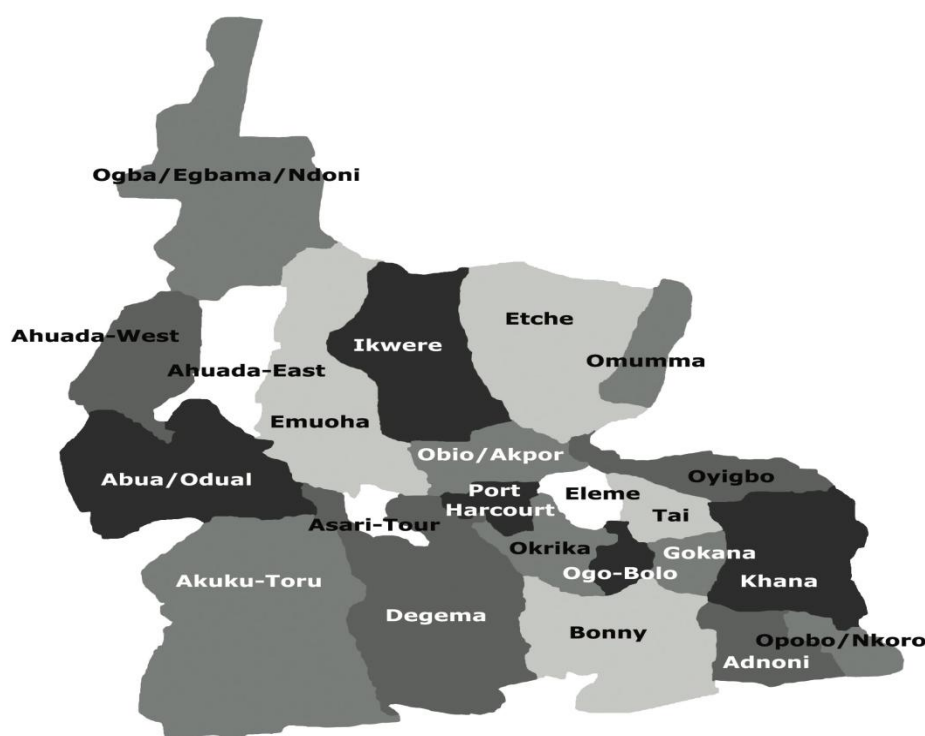 Ogba/Egbama/Ndoni
Etche
Ahuada-West
Ikwere
Omumma
Ahuada-East
Emuoha
Obio/Akpor
Abua/Odual
Oyigbo
Port
Harcourt
Eleme
Tai
Asari-Tour
Okrika
Gokana
Ogo-Bolo
Akuku-Toru
Khana
Degema
Bonny
Opobo/Nkoro
Adnoni